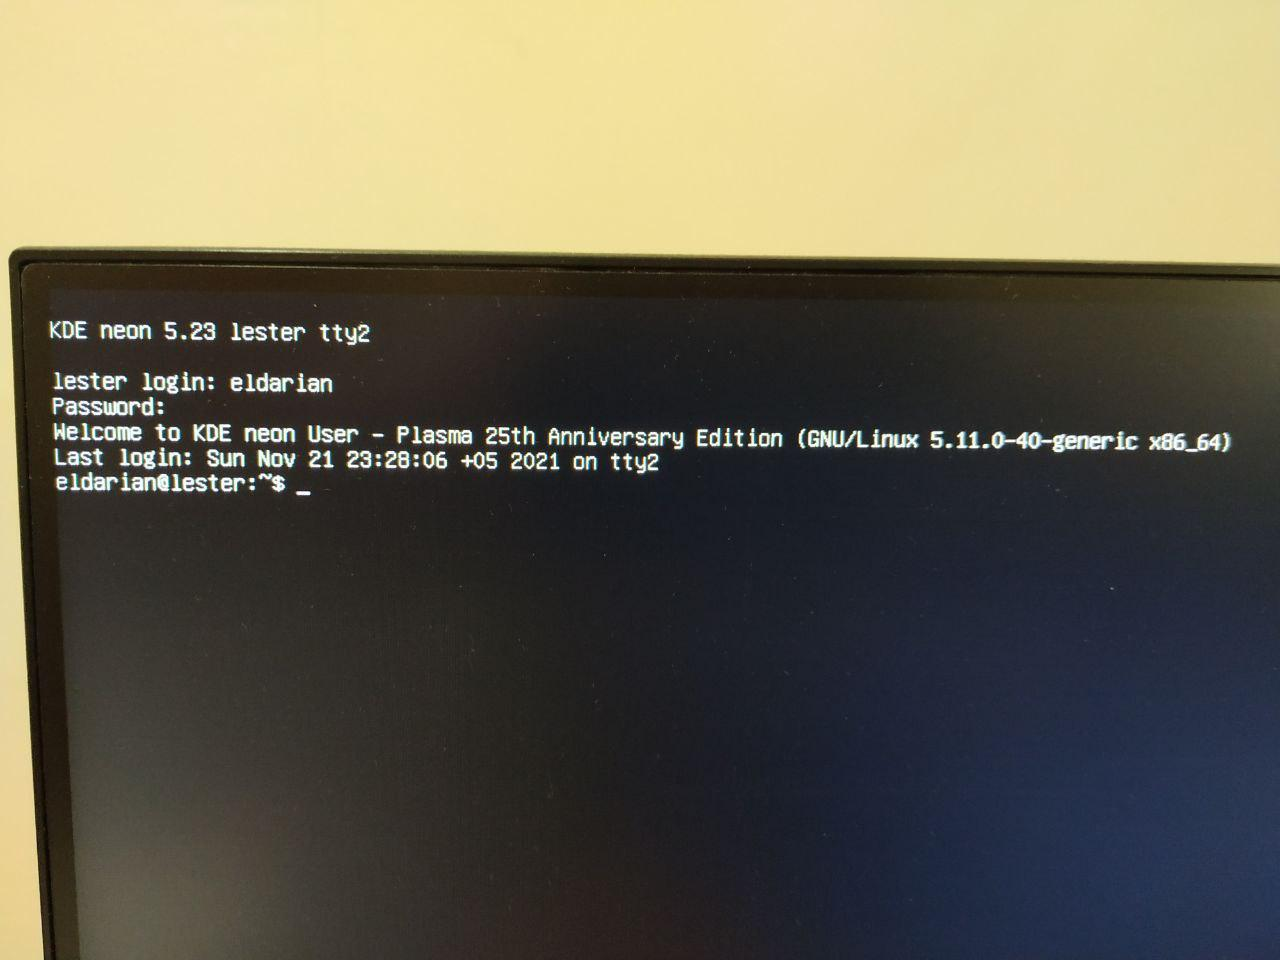 KDE neon 5.23 lester tty2
lester login: eldarian
Password:
Welcome to KDE neon User - Plasma 25th Anniversary Edition (GNU/Linux 5.11.0-40-generic x86_64)
Last login: Sun Nov 21 23:28:06 +05 2021 on tty2
eldarian@lester:~$ _